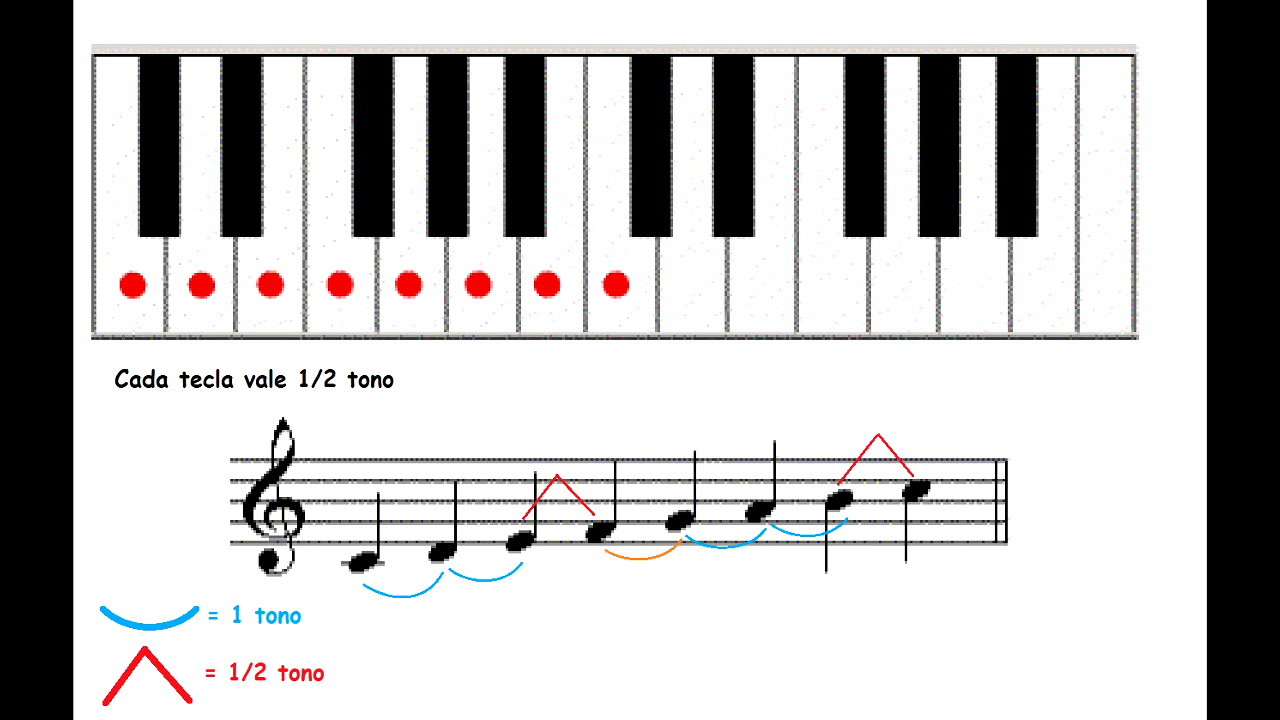 Cada tecla vale 1/2 tono
= 1 tono
= 1/2 tono